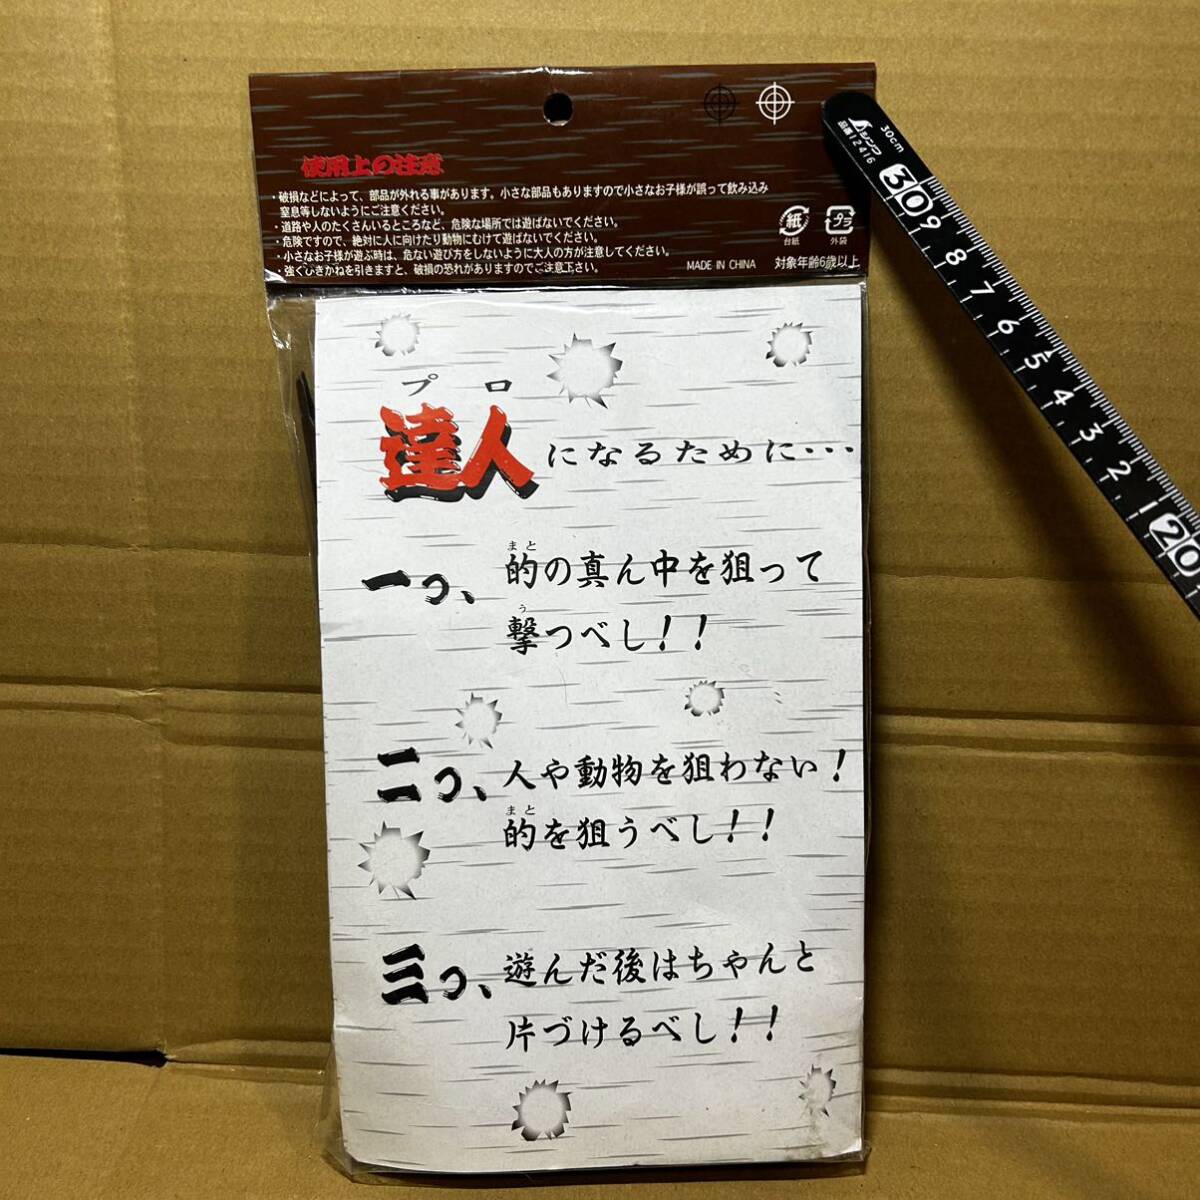 使用上の注意
・破損などによって、部品が外れる事があります。小さな部品もありますので小さなお子様が誤って飲み込み
窒息等しないようにご注意ください。
・道路や人のたくさんいるところなど、危険な場所では遊ばないでください。
・危険ですので、絶対に人に向けたり動物にむけて遊ばないでください。
・小さなお子様が遊ぶ時は、危ない遊び方をしないように大人の方が注意してください。
・強くしきかねを引きますと、破損の恐れがありますのでご注意下さい。
紙
台紙
プラ
外袋
MADE IN CHINA
対象年齢6歳以上
プロ
達人になるために・・・
一つ、
まと
的の真ん中を狙って
う
撃つべし！！
二つ、
人や動物を狙わない！
まと
的を狙うべし！！
三つ、
遊んだ後はちゃんと
片づけるべし！！
シンワ
品番12416
30cm
30
9
8
7
6
5
4
3
2
1
20